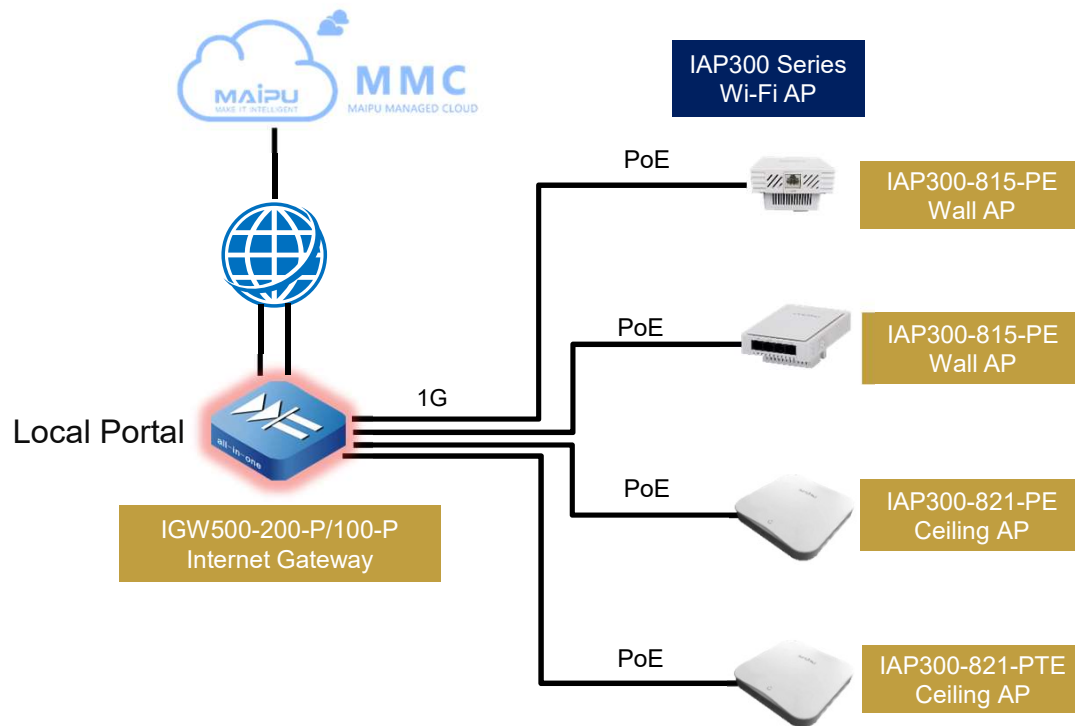 MAIPU
MAKE IT INTELLIGENT
MMC
MAIPU MANAGED CLOUD
IAP300 Series
Wi-Fi AP
PoE
IAP300-815-PE
Wall AP
PoE
IAP300-815-PE
Wall AP
1G
Local Portal
all-in-one
IGW500-200-P/100-P
Internet Gateway
PoE
IAP300-821-PE
Ceiling AP
PoE
IAP300-821-PTE
Ceiling AP